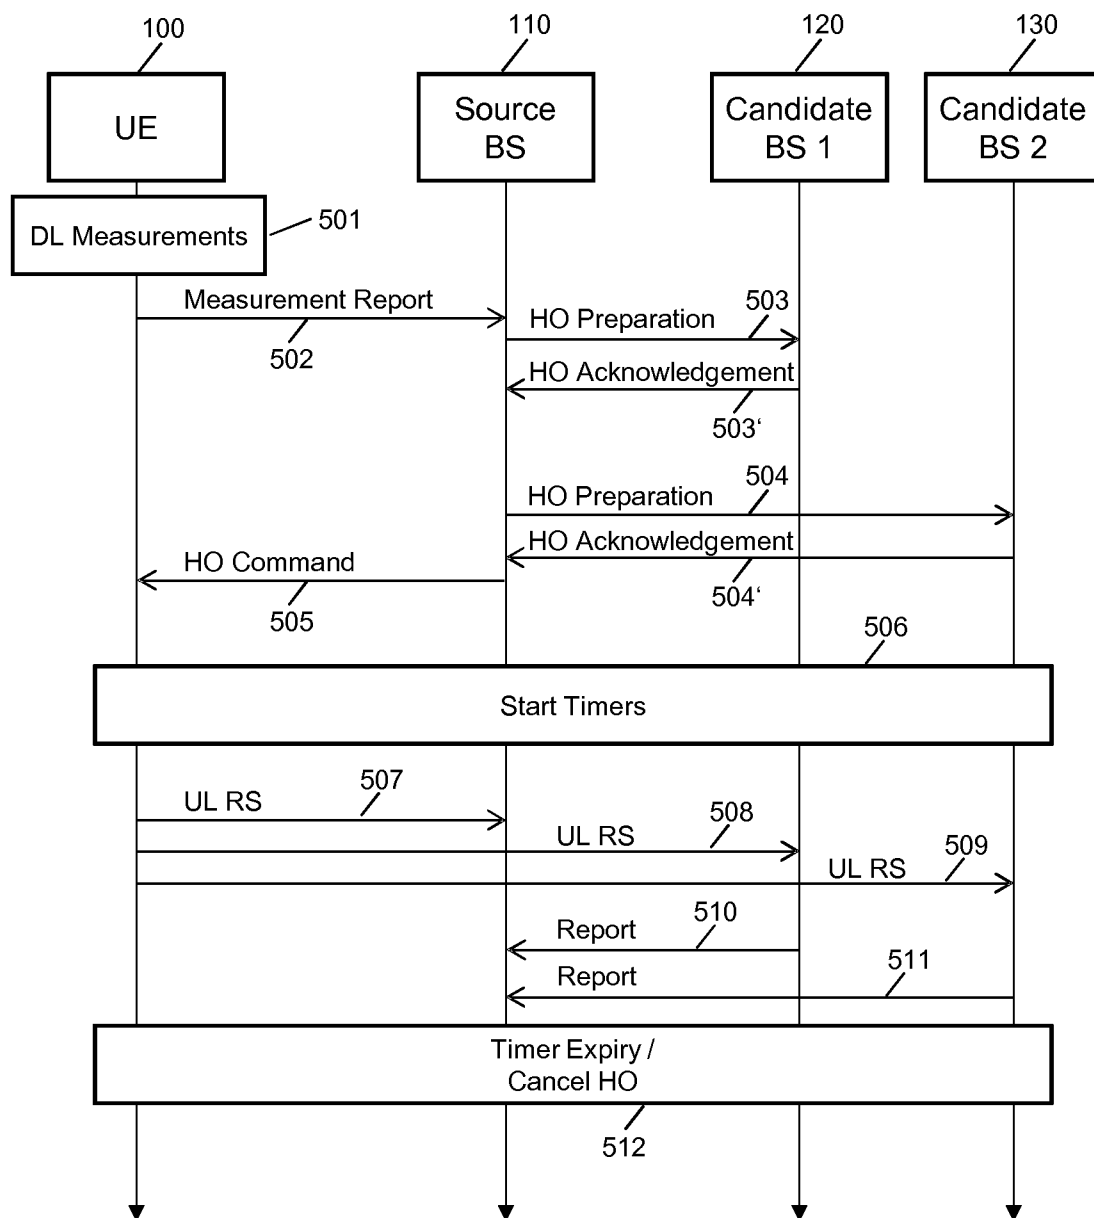 100
110
120
130
UE
Source
BS
Candidate
BS 1
Candidate
BS 2
DL Measurements
501
Measurement Report
502
HO Preparation
503
HO Acknowledgement
503‘
HO Preparation
504
HO Acknowledgement
504‘
HO Command
505
506
Start Timers
UL RS
507
UL RS
508
UL RS
509
Report
510
Report
511
Timer Expiry /
Cancel HO
512